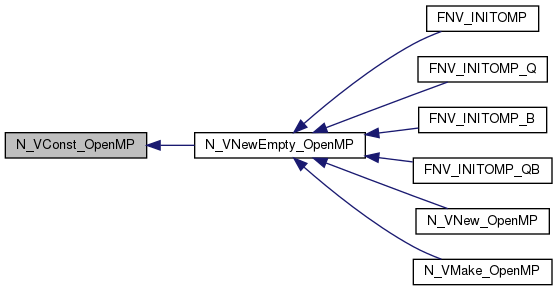 FNV_INITOMP
FNV_INITOMP_Q
FNV_INITOMP_B
N_VConst_OpenMP
N_VNewEmpty_OpenMP
FNV_INITOMP_QB
N_VNew_OpenMP
N_VMake_OpenMP